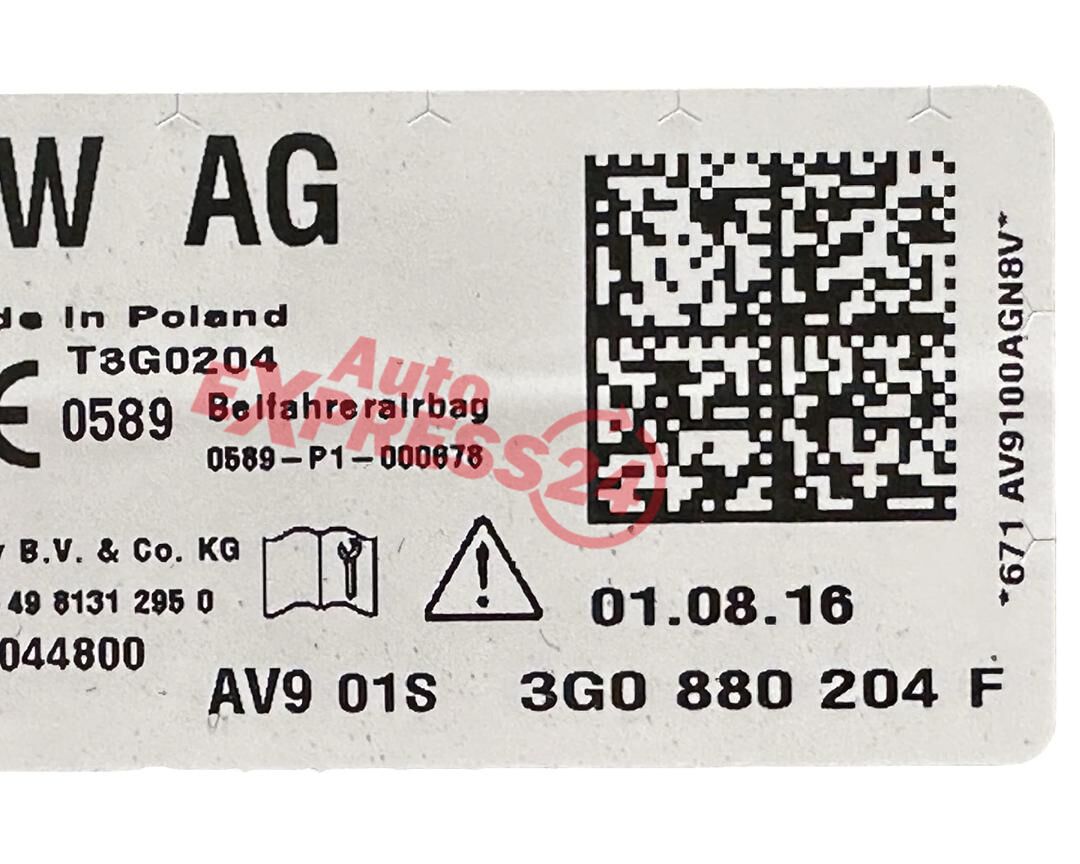 W AG
de In Poland
T3G0204
CE
0589
Beifahrerairbag
0589-P1-000678
Auto
EXPRESS24
B.V. & Co. KG
49 8131 295 0
044800
01.08.16
AV9 01S 3G0 880 204 F
*671 AV9100AGN8V*